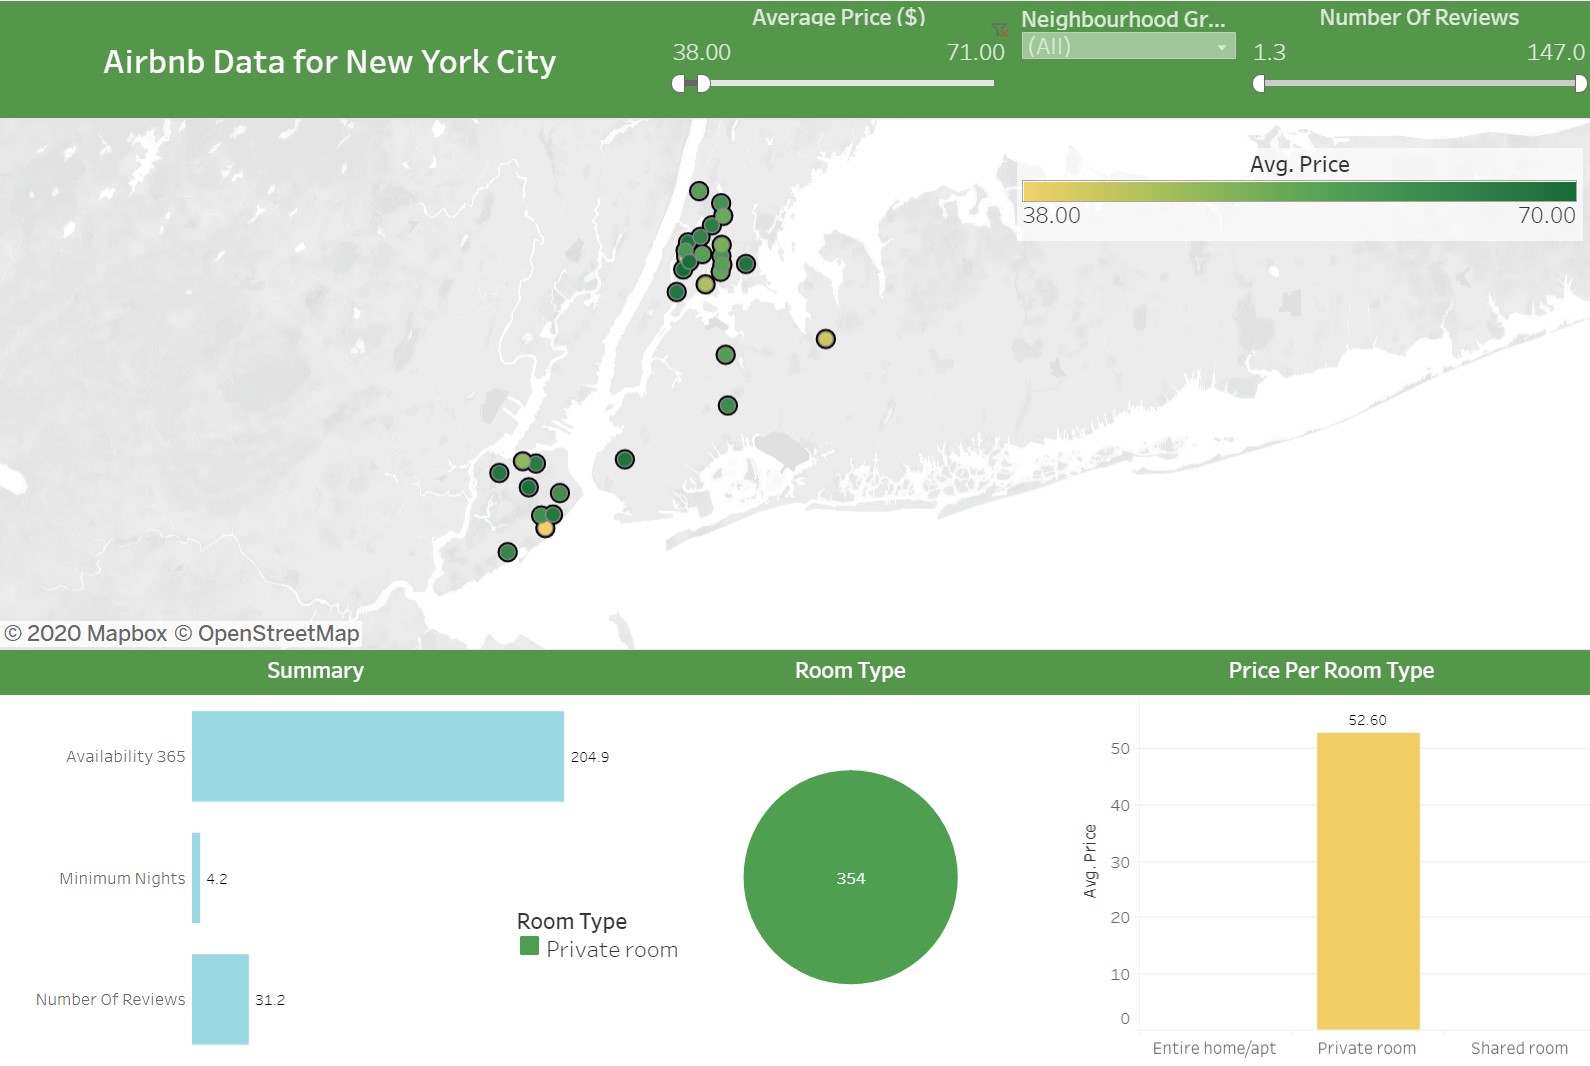 Airbnb Data for New York City
Average Price ($)
38.00 71.00
Neighbourhood Gr...
(All)
Number Of Reviews
1.3 147.0
Avg. Price
38.00 70.00
© 2020 Mapbox © OpenStreetMap
Summary
Availability 365 204.9
Minimum Nights 4.2
Number Of Reviews 31.2
Room Type
354
Room Type
Private room
Price Per Room Type
52.60
50
40
30
20
10
0
Avg. Price
Entire home/apt Private room Shared room